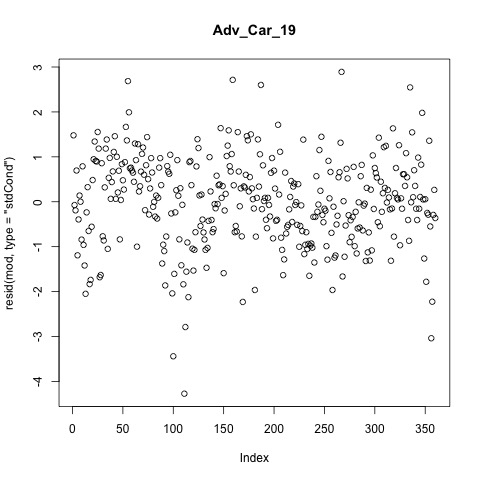 Adv_Car_19
resid(mod, type = "stdCond")
3
2
1
0
-1
-2
-3
-4
0 50 100 150 200 250 300 350
Index